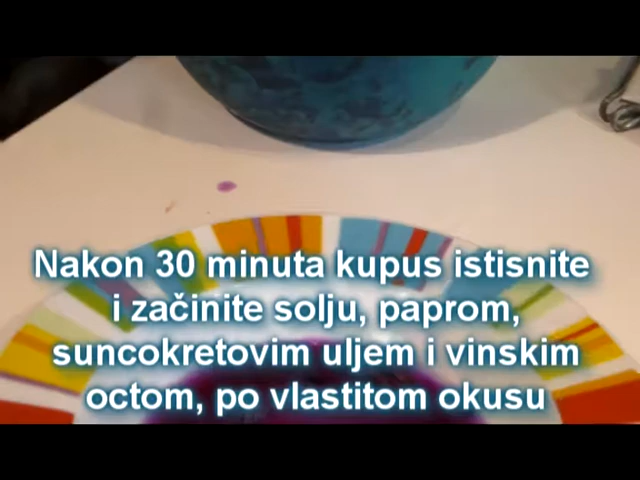 Nakon 30 minuta kupus istisnite
i začinite solju, paprom,
suncokretovim uljem i vinskim
octom, po vlastitom okusu